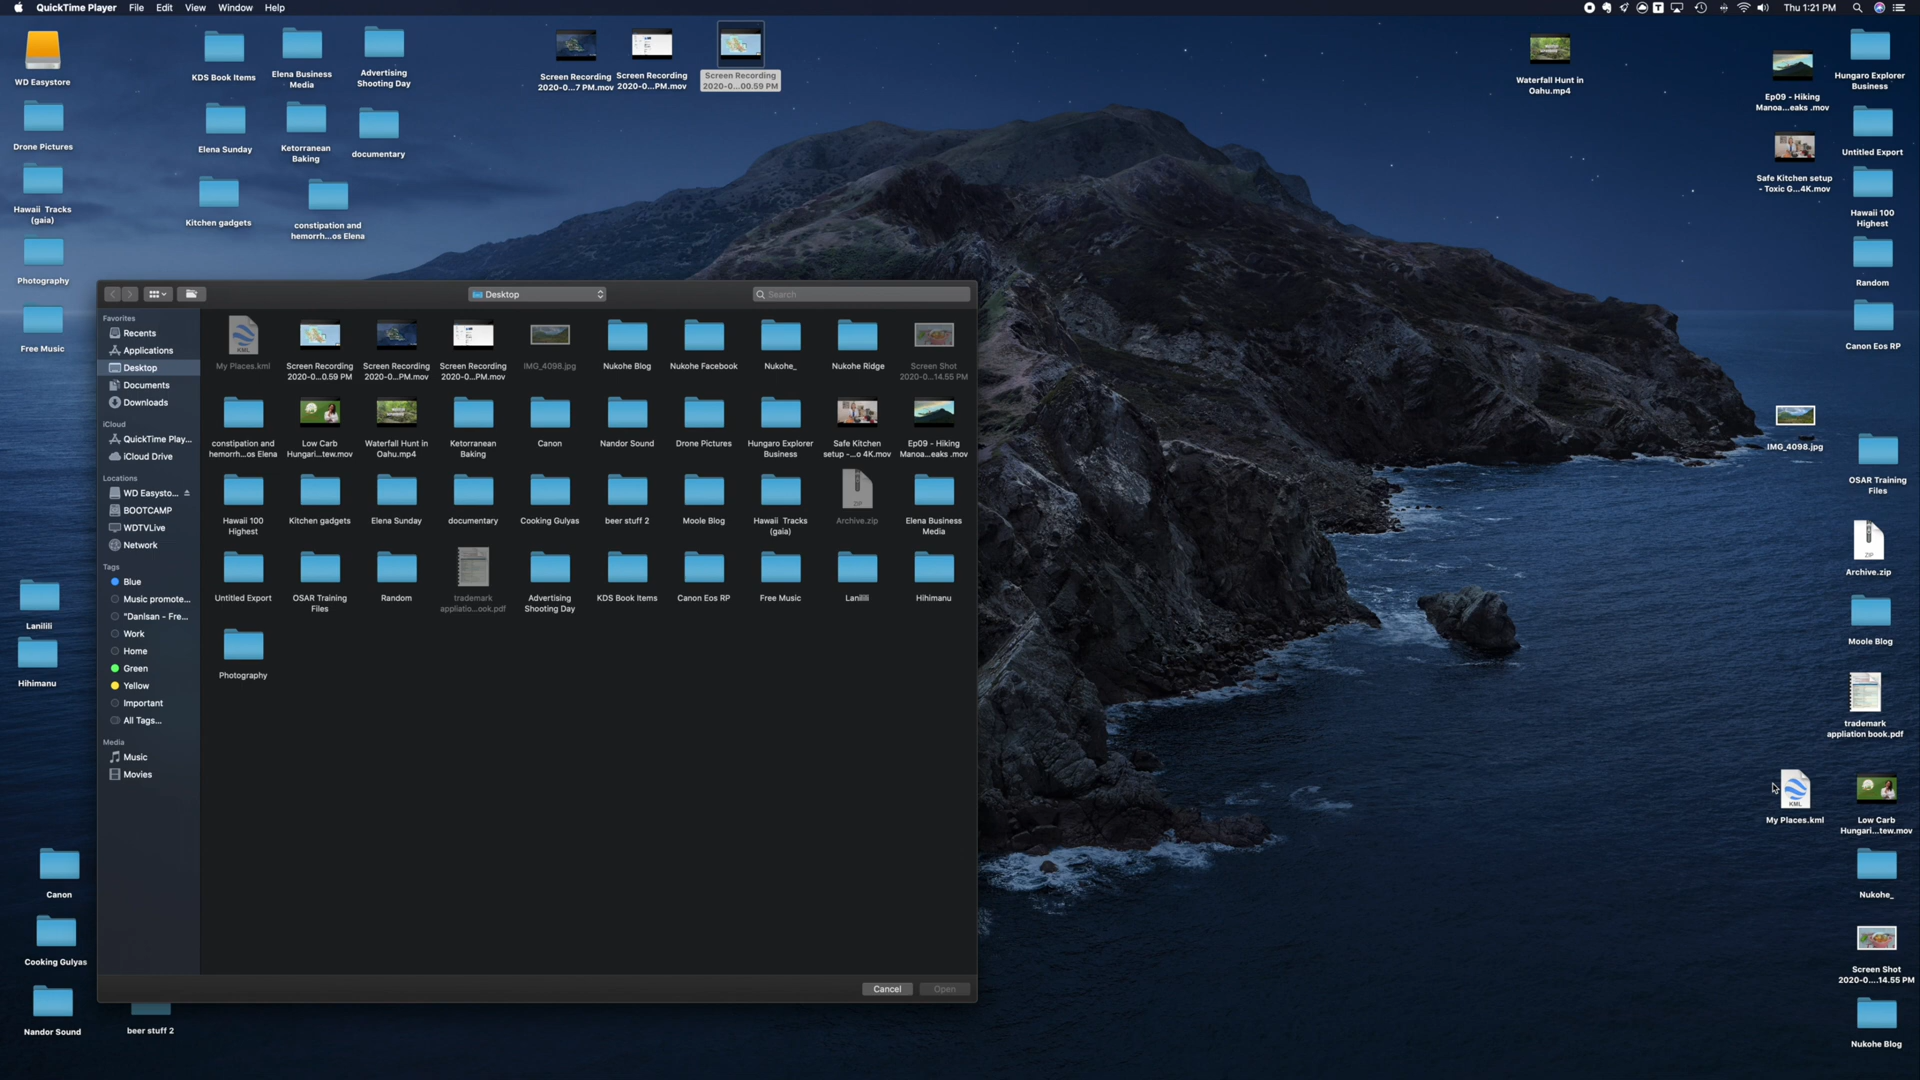 QuickTime Player File Edit View Window Help
Thu 1:21 PM
WD Easystore
KDS Book Items
Elena Business
Media
Advertising
Shooting Day
Screen Recording
2020-0...7 PM.mov
Screen Recording
2020-0...PM.mov
Screen Recording
2020-0...00.59 PM
Waterfall Hunt in
Oahu.mp4
Ep09 - Hiking
Manoa...eaks .mov
Hungaro Explorer
Business
Drone Pictures
Elena Sunday
Ketorranean
Baking
documentary
Untitled Export
Safe Kitchen setup
- Toxic G...4K.mov
Hawaii Tracks
(gaia)
Kitchen gadgets
constipation and
hemorrh...os Elena
Hawaii 100
Highest
Photography
Random
Free Music
Canon Eos RP
Desktop
Search
Favorites
Recents
Applications
Desktop
Documents
Downloads
iCloud
QuickTime Play...
iCloud Drive
Locations
WD Easysto...
BOOTCAMP
WDTVLive
Network
Tags
Blue
Music promote...
"Danlsan - Fre...
Work
Home
Green
Yellow
Important
All Tags...
Media
Music
Movies
My Places.kml
Screen Recording
2020-0...0.59 PM
Screen Recording
2020-0...PM.mov
Screen Recording
2020-0...PM.mov
IMG_4098.jpg
Nukohe Blog
Nukohe Facebook
Nukohe_
Nukohe Ridge
Screen Shot
2020-0...14.55 PM
constipation and
hemorrh...os Elena
Low Carb
Hungari...tew.mov
Waterfall Hunt in
Oahu.mp4
Ketorranean
Baking
Canon
Nandor Sound
Drone Pictures
Hungaro Explorer
Business
Safe Kitchen
setup -...o 4K.mov
Ep09 - Hiking
Manoa...eaks .mov
Hawaii 100
Highest
Kitchen gadgets
Elena Sunday
documentary
Cooking Gulyas
beer stuff 2
Moole Blog
Hawaii Tracks
(gaia)
Archive.zip
Elena Business
Media
Untitled Export
OSAR Training
Files
Random
trademark
appliatio...ook.pdf
Advertising
Shooting Day
KDS Book Items
Canon Eos RP
Free Music
Lanilili
Hihimanu
Photography
Cancel
Open
IMG_4098.jpg
OSAR Training
Files
ZIP
Archive.zip
Lanilili
Moole Blog
Hihimanu
trademark
appliation book.pdf
KML
My Places.kml
Low Carb
Hungari...tew.mov
Canon
Nukohe_
Cooking Gulyas
Screen Shot
2020-0....14.55 PM
Nandor Sound
beer stuff 2
Nukohe Blog